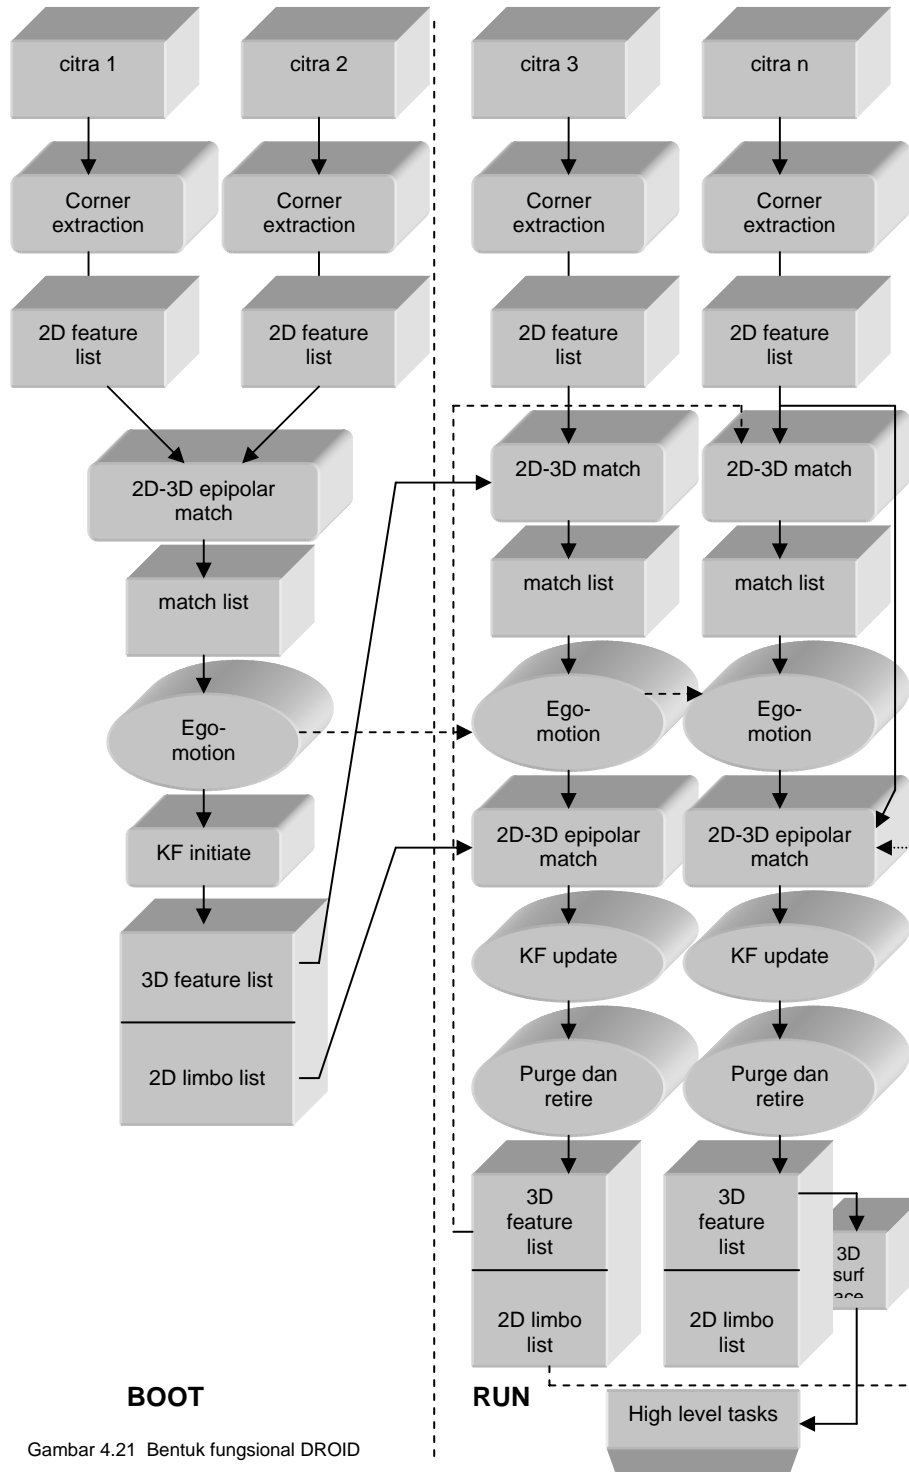 citra 1
citra 2
citra 3
citra n
Corner
extraction
Corner
extraction
Corner
extraction
Corner
extraction
2D feature
list
2D feature
list
2D feature
list
2D feature
list
2D-3D epipolar
match
2D-3D match
2D-3D match
match list
match list
match list
Ego-
motion
Ego-
motion
Ego-
motion
KF initiate
2D-3D epipolar
match
2D-3D epipolar
match
3D feature list
2D limbo list
KF update
KF update
Purge dan
retire
Purge dan
retire
3D
feature
list
2D limbo
list
3D
feature
list
2D limbo
list
3D
surf
ace
BOOT
RUN
High level tasks
Gambar 4.21 Bentuk fungsional DROID